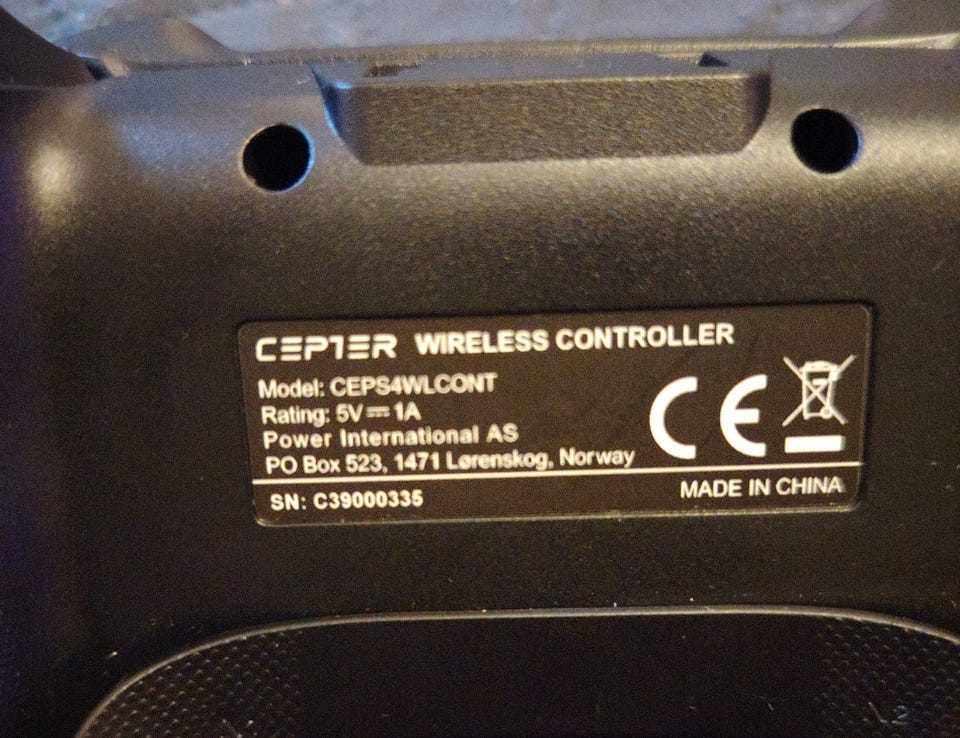 CEPTER WIRELESS CONTROLLER
Model: CEPS4WLCONT
Rating: 5V ⎓ 1A
Power International AS
PO Box 523, 1471 Lørenskog, Norway
CE
SN: C39000335
MADE IN CHINA